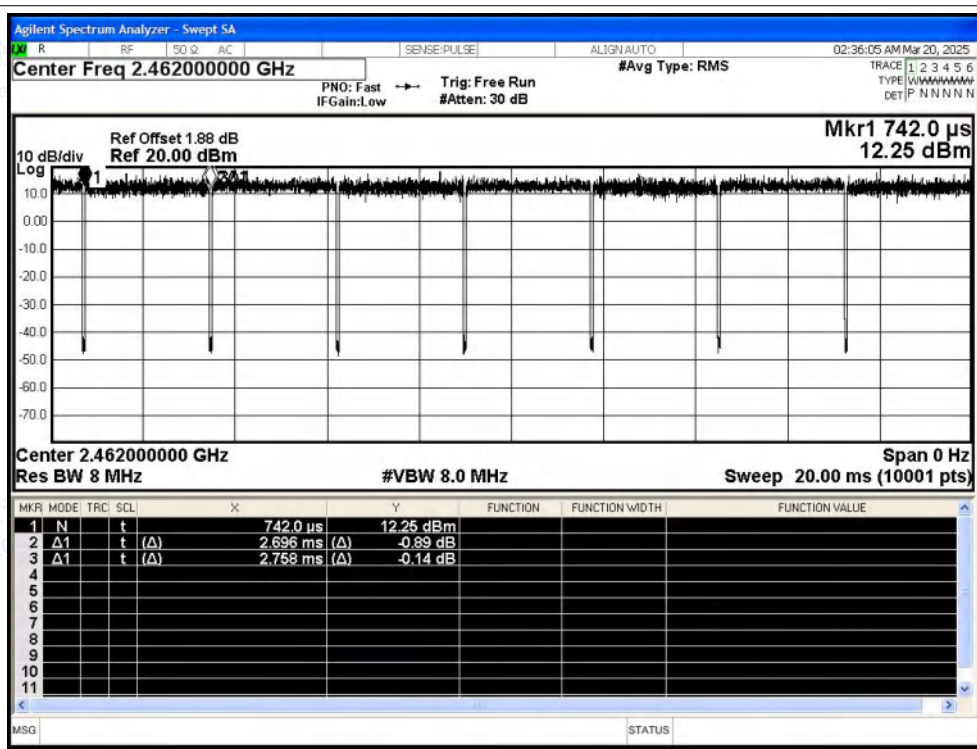 Agilent Spectrum Analyzer - Swept SA
LXI R RF 50 Ω AC SENSE:PULSE ALIGN AUTO 02:36:05 AM Mar 20, 2025
Center Freq 2.462000000 GHz #Avg Type: RMS TRACE 1 2 3 4 5 6
PNO: Fast Trig: Free Run TYPE WWWWWW
IFGain:Low #Atten: 30 dB DET P N N N N N
Mkr1 742.0 µs
Ref Offset 1.88 dB
10 dB/div Ref 20.00 dBm 12.25 dBm
Log
10.0
0.00
-10.0
-20.0
-30.0
-40.0
-50.0
-60.0
-70.0
Center 2.462000000 GHz Span 0 Hz
Res BW 8 MHz #VBW 8.0 MHz Sweep 20.00 ms (10001 pts)
MKR MODE TRC SCL X Y FUNCTION FUNCTION WIDTH FUNCTION VALUE
1 N t 742.0 µs 12.25 dBm
2 Δ1 t (Δ) 2.696 ms (Δ) -0.89 dB
3 Δ1 t (Δ) 2.758 ms (Δ) -0.14 dB
4
5
6
7
8
9
10
11
MSG STATUS